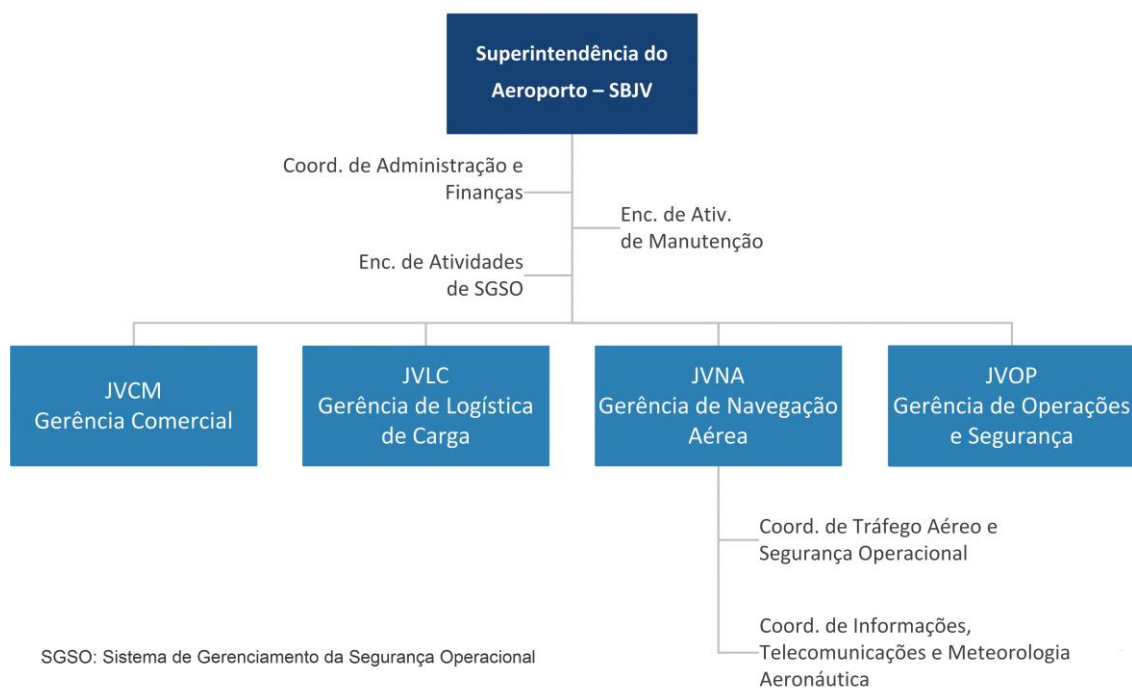 Superintendência do
Aeroporto – SBJV
Coord. de Administração e
Finanças
Enc. de Ativ.
de Manutenção
Enc. de Atividades
de SGSO
JVCM
Gerência Comercial
JVLC
Gerência de Logística
de Carga
JVNA
Gerência de Navegação
Aérea
JVOP
Gerência de Operações
e Segurança
Coord. de Tráfego Aéreo e
Segurança Operacional
Coord. de Informações,
Telecomunicações e Meteorologia
Aeronáutica
SGSO: Sistema de Gerenciamento da Segurança Operacional